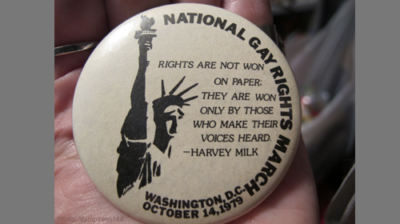 NATIONAL GAY RIGHTS MARCH
RIGHTS ARE NOT WON
ON PAPER;
THEY ARE WON
ONLY BY THOSE
WHO MAKE THEIR
VOICES HEARD.
—HARVEY MILK
WASHINGTON, D.C.
OCTOBER 14, 1979